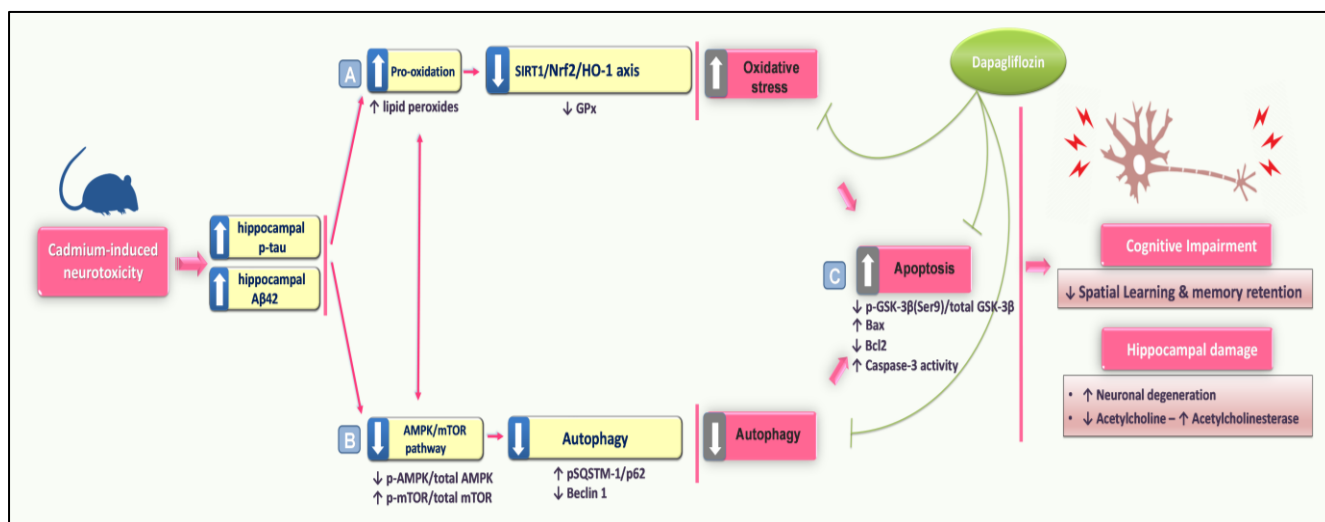 Cadmium-induced
neurotoxicity
hippocampal
p-tau
hippocampal
Aβ42
A
Pro-oxidation
↑ lipid peroxides
SIRT1/Nrf2/HO-1 axis
↓ GPx
Oxidative
stress
B
AMPK/mTOR
pathway
↓ p-AMPK/total AMPK
↑ p-mTOR/total mTOR
Autophagy
↑ pSQSTM-1/p62
↓ Beclin 1
Autophagy
C
Apoptosis
↓ p-GSK-3β(Ser9)/total GSK-3β
↑ Bax
↓ Bcl2
↑ Caspase-3 activity
Dapagliflozin
Cognitive Impairment
↓ Spatial Learning & memory retention
Hippocampal damage
• ↑ Neuronal degeneration
• ↓ Acetylcholine – ↑ Acetylcholinesterase